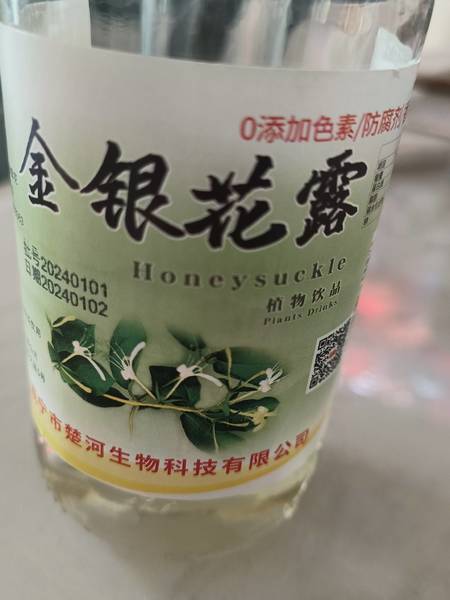 0添加色素/防腐剂
金银花露
Honeysuckle
批号20240101
日期20240102
植物饮品
Plants Drinks
宁市楚河生物科技有限公司